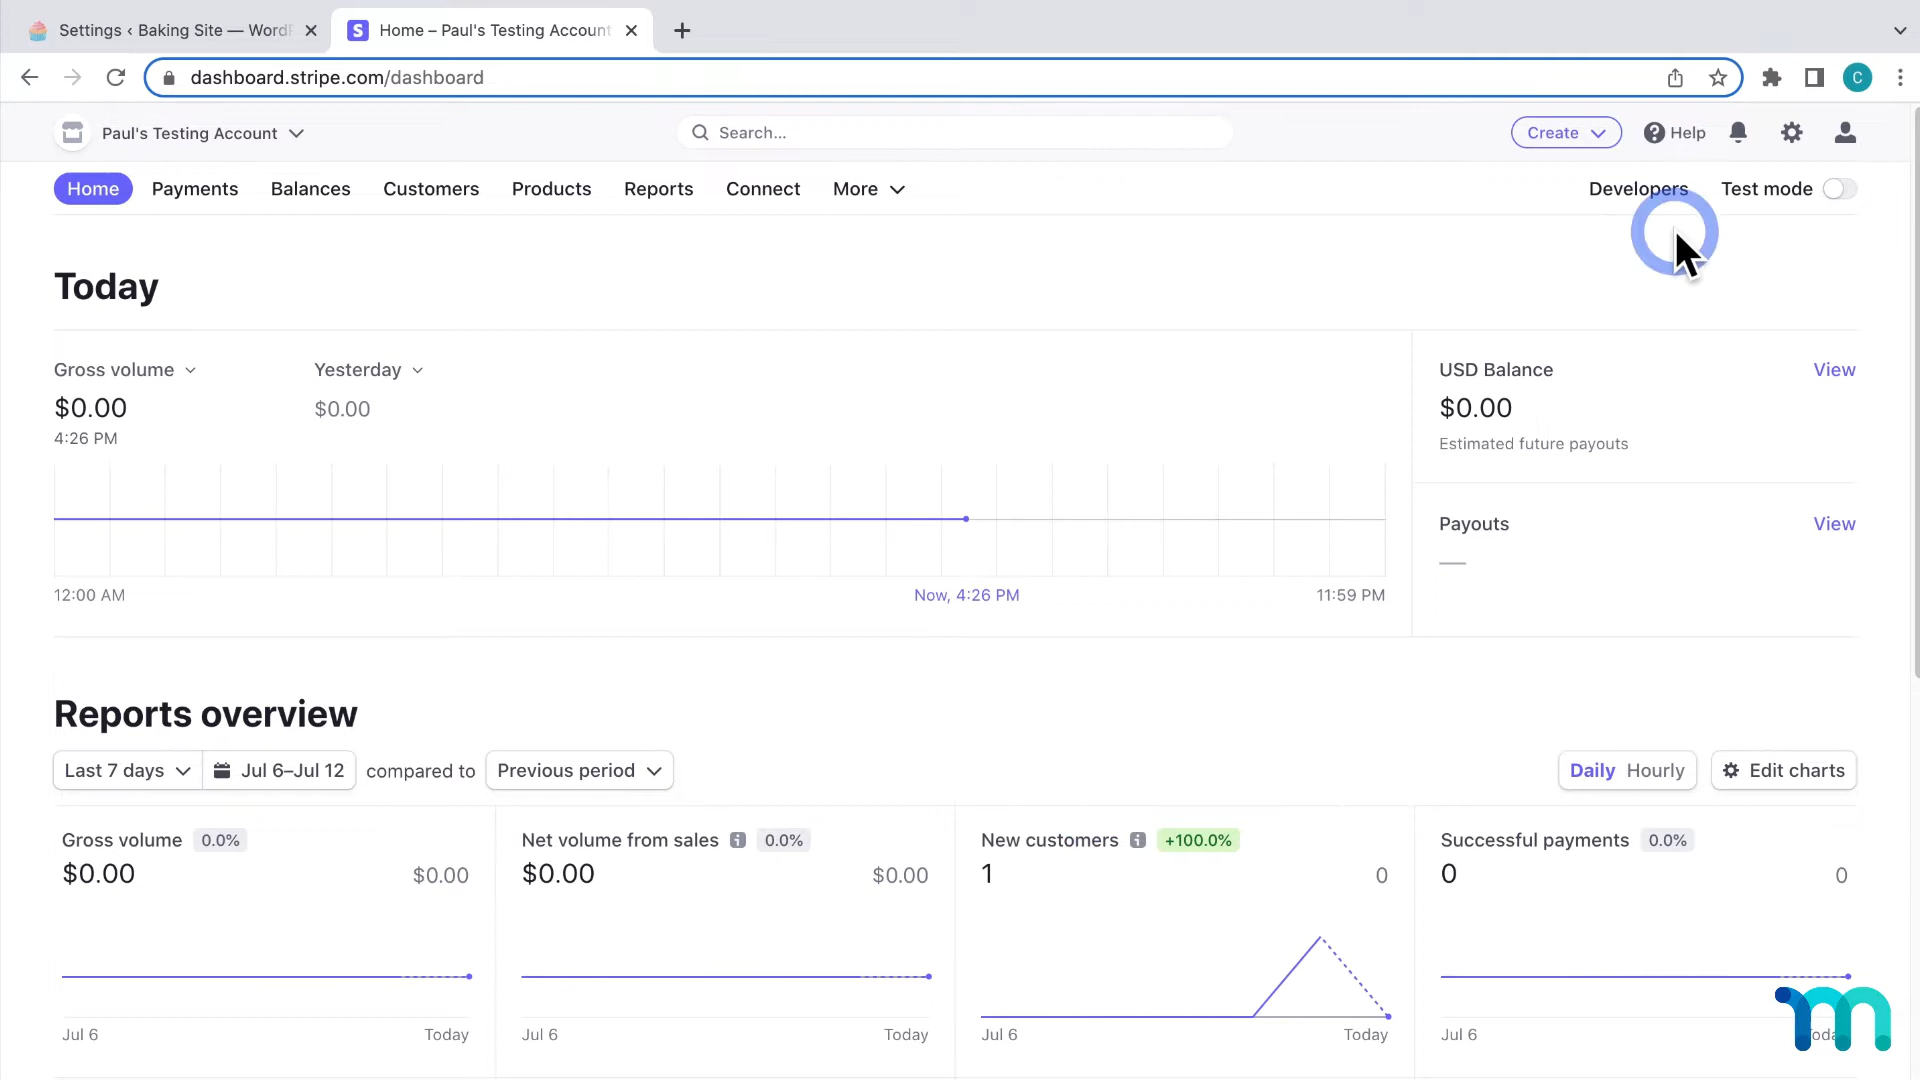 Settings ‹ Baking Site — Word
Home – Paul's Testing Account
dashboard.stripe.com/dashboard
C
Paul's Testing Account
Search...
Create
Help
Home Payments Balances Customers Products Reports Connect More
Developers Test mode
Today
Gross volume Yesterday
$0.00 $0.00
4:26 PM
12:00 AM Now, 4:26 PM 11:59 PM
USD Balance View
$0.00
Estimated future payouts
Payouts View
—
Reports overview
Last 7 days Jul 6–Jul 12 compared to Previous period
Daily Hourly Edit charts
Gross volume 0.0%
$0.00 $0.00
Jul 6 Today
Net volume from sales 0.0%
$0.00 $0.00
Jul 6 Today
New customers +100.0%
1 0
Jul 6 Today
Successful payments 0.0%
0 0
Jul 6
m